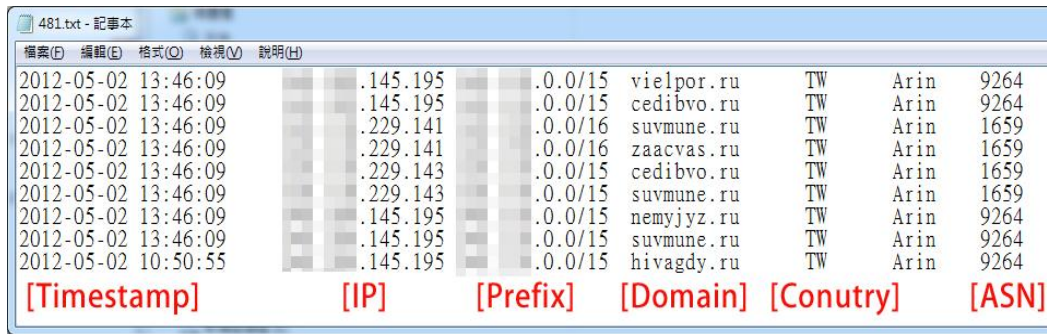 481.txt - 記事本
檔案(F) 編輯(E) 格式(O) 檢視(V) 說明(H)
2012-05-02 13:46:09 .145.195 .0.0/15 vielpor.ru TW Arin 9264
2012-05-02 13:46:09 .145.195 .0.0/15 cedibvo.ru TW Arin 9264
2012-05-02 13:46:09 .229.141 .0.0/16 suvmune.ru TW Arin 1659
2012-05-02 13:46:09 .229.141 .0.0/16 zaacvas.ru TW Arin 1659
2012-05-02 13:46:09 .229.143 .0.0/15 cedibvo.ru TW Arin 1659
2012-05-02 13:46:09 .229.143 .0.0/15 suvmune.ru TW Arin 1659
2012-05-02 13:46:09 .145.195 .0.0/15 nemyjyz.ru TW Arin 9264
2012-05-02 13:46:09 .145.195 .0.0/15 suvmune.ru TW Arin 9264
2012-05-02 10:50:55 .145.195 .0.0/15 hivagdy.ru TW Arin 9264
[Timestamp] [IP] [Prefix] [Domain] [Conutry] [ASN]